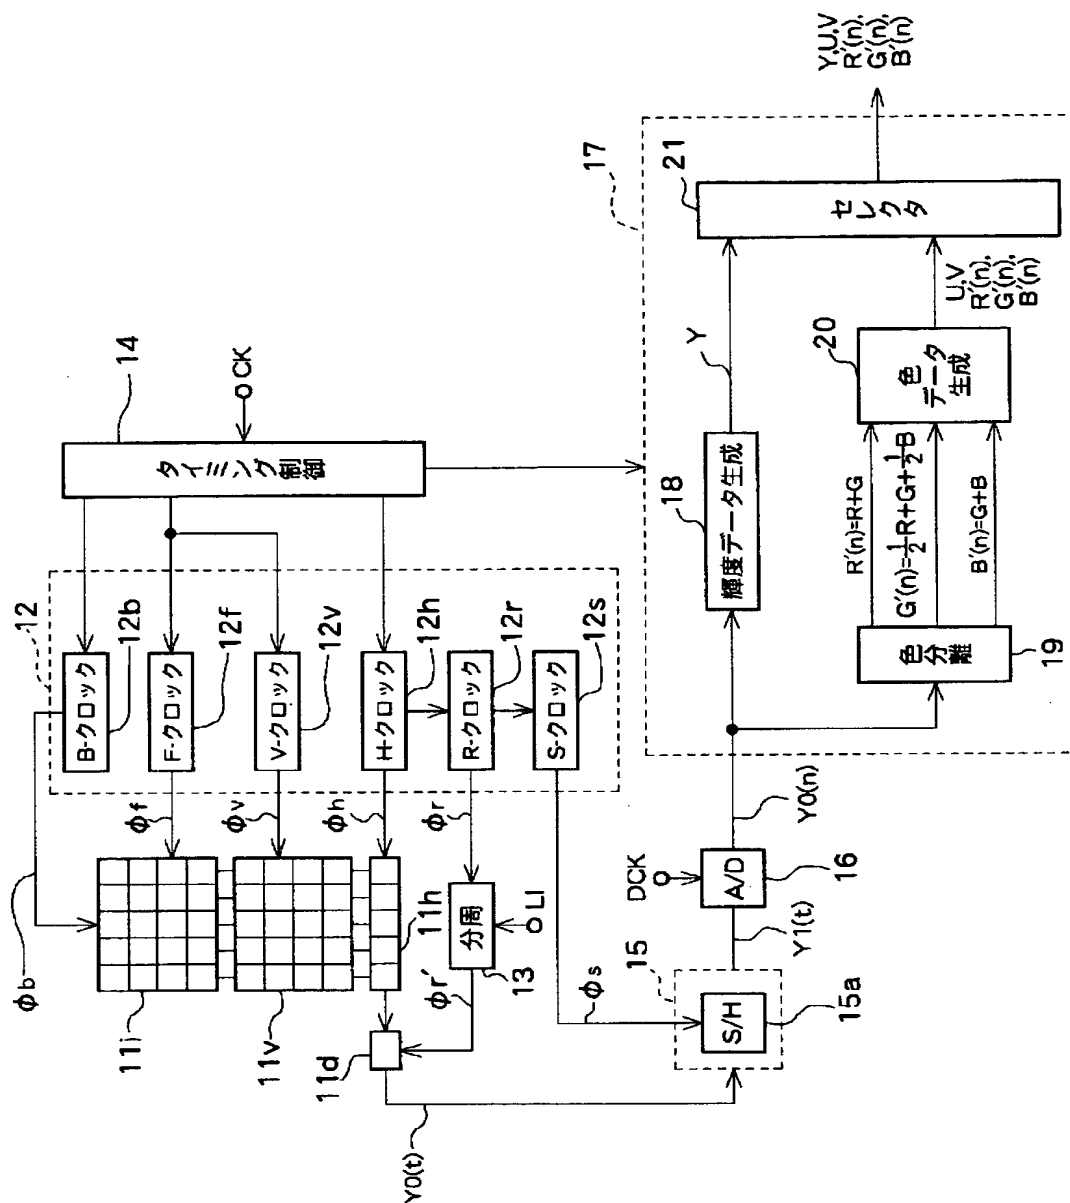 φb
11i
11v
11d
φf
φv
φh
11h
φr
分周
φr′
13
LI
Y0(t)
12
B-クロック
12b
F-クロック
12f
V-クロック
12v
H-クロック
12h
R-クロック
12r
S-クロック
12s
φs
タイミング制御
14
CK
15
S/H
15a
Y1(t)
DCK
A/D
16
Y0(n)
17
輝度データ生成
18
Y
色分離
19
R′(n)=R+G
G′(n)=1/2R+G+1/2B
B′(n)=G+B
色
データ
生成
20
U,V
R′(n),
G′(n),
B′(n)
セレクタ
21
Y,U,V
R′(n),
G′(n),
B′(n)